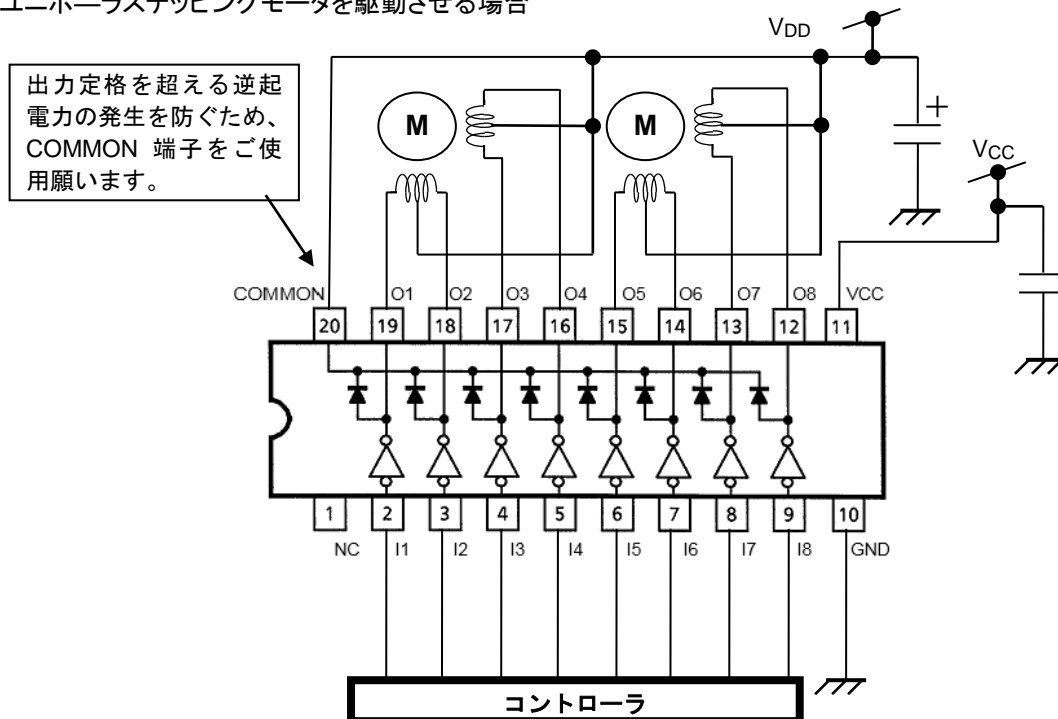 ユニポーラステッピングモータを駆動させる場合
VDD
出力定格を超える逆起
電力の発生を防ぐため、
COMMON 端子をご使
用願います。
M
M
+
VCC
COMMON O1 O2 O3 O4 O5 O6 O7 O8 VCC
20 19 18 17 16 15 14 13 12 11
1 2 3 4 5 6 7 8 9 10
NC I1 I2 I3 I4 I5 I6 I7 I8 GND
コントローラ